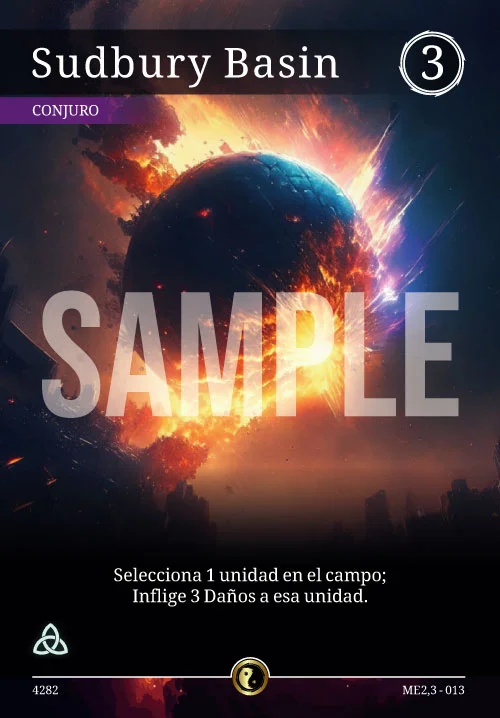 Sudbury Basin
3
CONJURO
SAMPLE
Selecciona 1 unidad en el campo;
Inflige 3 Daños a esa unidad.
4282
ME2,3 - 013